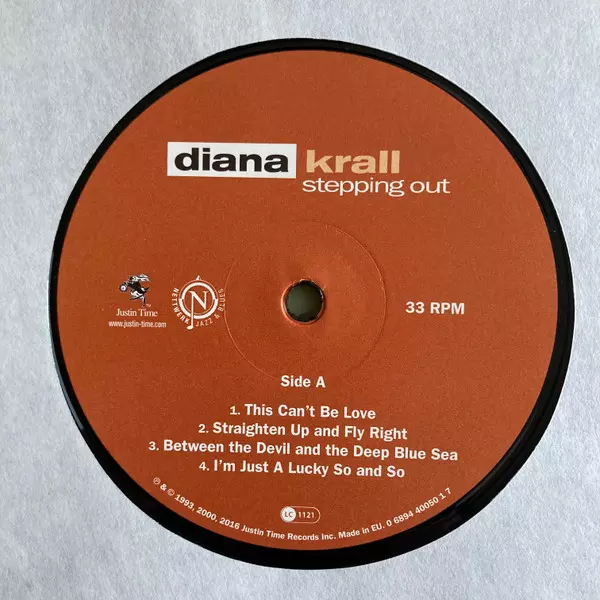 diana krall
stepping out
Justin Time
www.justin-time.com
NETTWERK
N
JAZZ & BLUES
33 RPM
Side A
1. This Can't Be Love
2. Straighten Up and Fly Right
3. Between the Devil and the Deep Blue Sea
4. I'm Just A Lucky So and So
℗ & © 1993, 2000, 2016 Justin Time Records Inc. Made in EU. 0 6894 40050 1 7
LC 1121